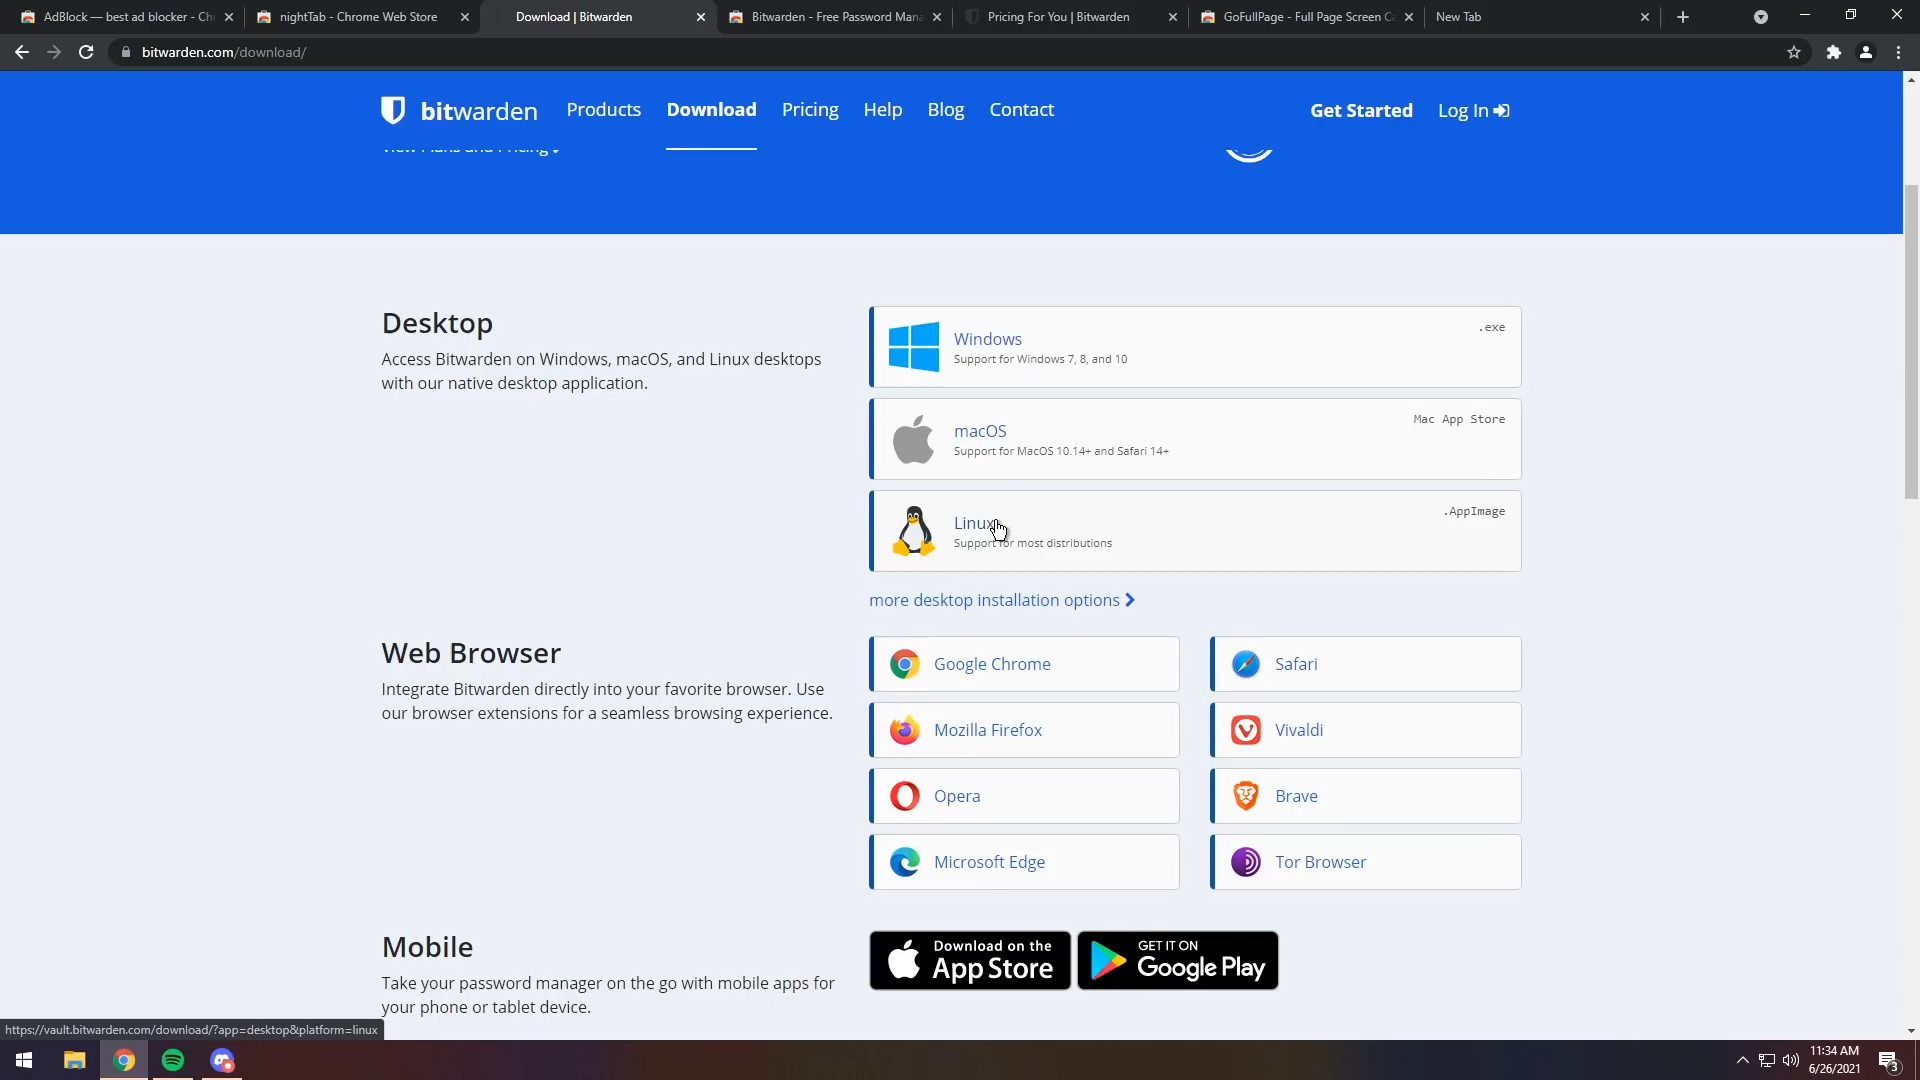 AdBlock — best ad blocker - Ch
nightTab - Chrome Web Store
Download | Bitwarden
Bitwarden - Free Password Mana
Pricing For You | Bitwarden
GoFullPage - Full Page Screen C
New Tab
bitwarden.com/download/
bitwarden
Products
Download
Pricing
Help
Blog
Contact
Get Started
Log In
View Plans and Pricing
Desktop
Access Bitwarden on Windows, macOS, and Linux desktops
with our native desktop application.
Windows
.exe
Support for Windows 7, 8, and 10
macOS
Mac App Store
Support for MacOS 10.14+ and Safari 14+
Linux
.AppImage
Support for most distributions
more desktop installation options
Web Browser
Integrate Bitwarden directly into your favorite browser. Use
our browser extensions for a seamless browsing experience.
Google Chrome
Safari
Mozilla Firefox
Vivaldi
Opera
Brave
Microsoft Edge
Tor Browser
Mobile
Take your password manager on the go with mobile apps for
your phone or tablet device.
Download on the
App Store
GET IT ON
Google Play
https://vault.bitwarden.com/download/?app=desktop&platform=linux
11:34 AM
6/26/2021
3